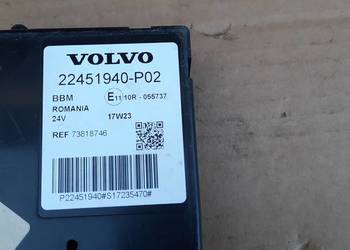 VOLVO
22451940-P02
BBM E11 10R - 055737
ROMANIA
24V 17W23
REF 73818746
P22451940#S17235470#